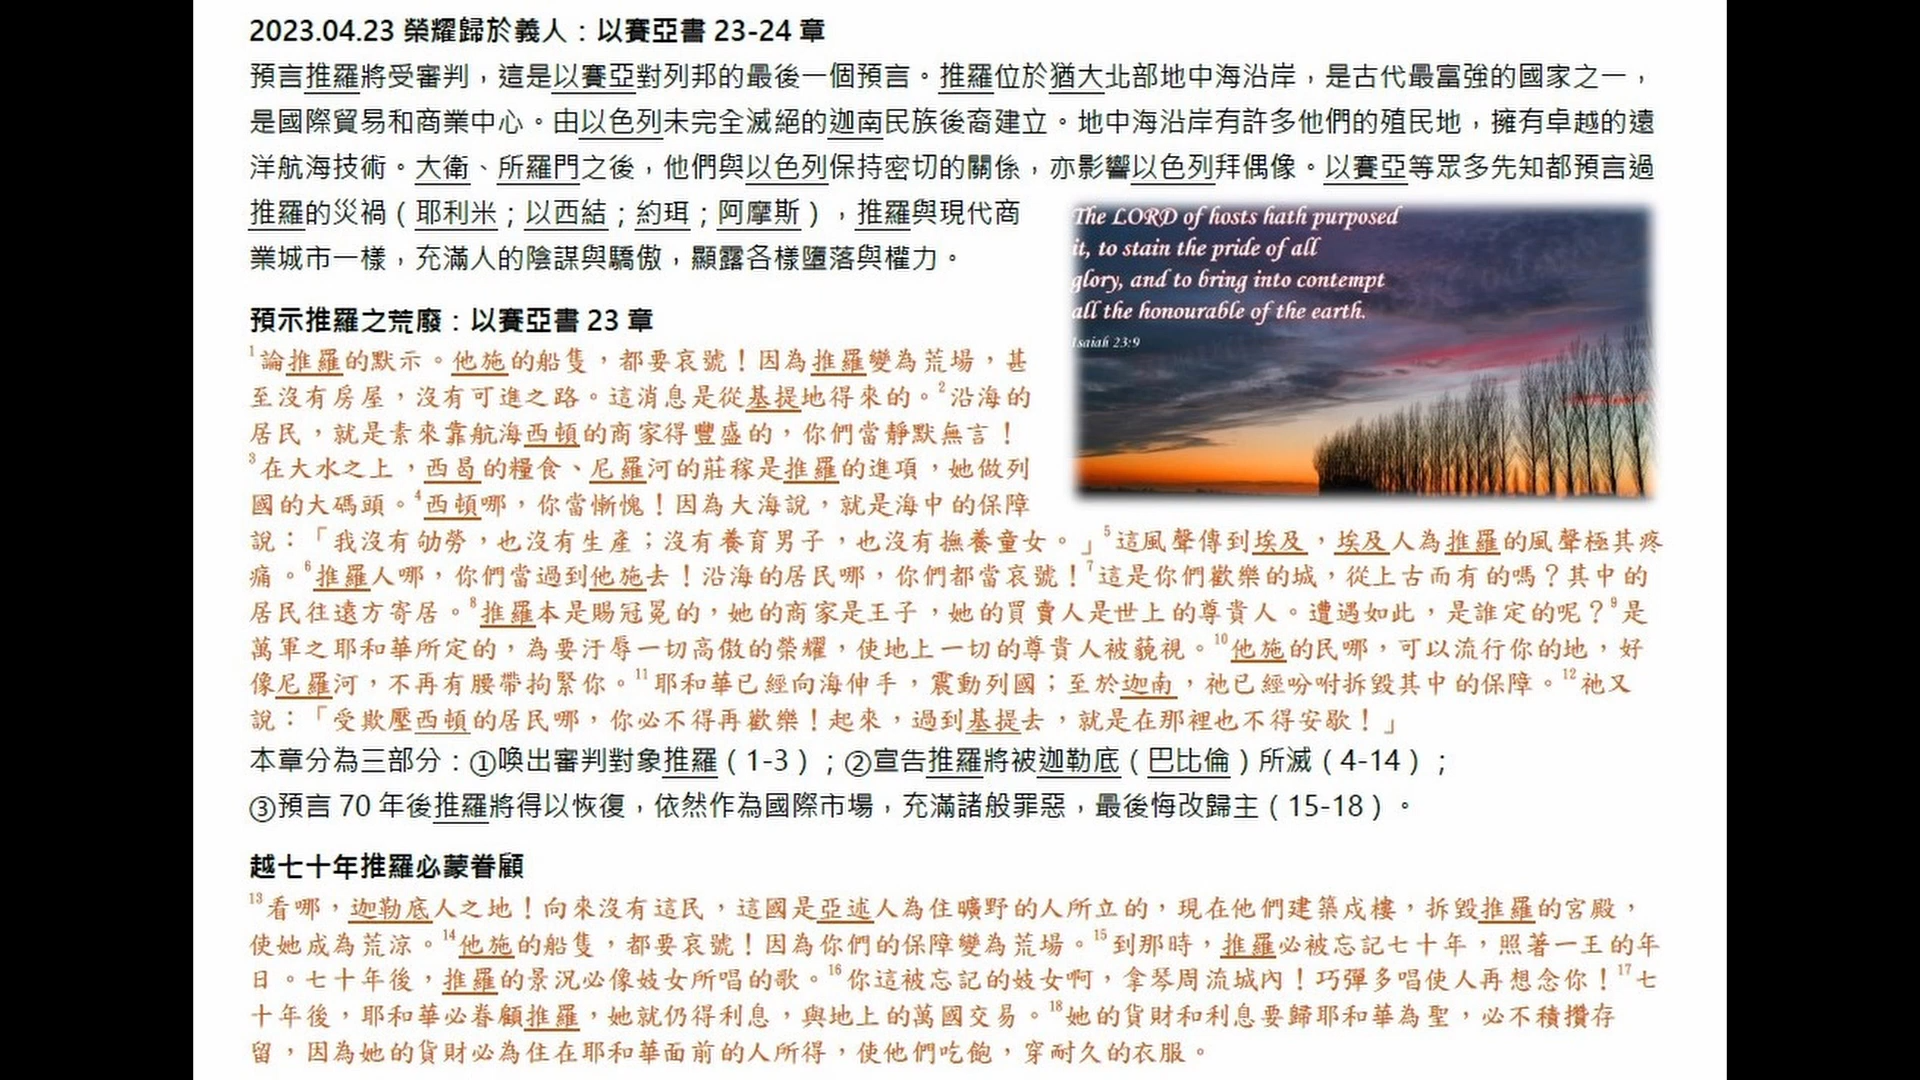 2023.04.23 榮耀歸於義人：以賽亞書 23-24 章
預言推羅將受審判，這是以賽亞對列邦的最後一個預言。推羅位於猶大北部地中海沿岸，是古代最富強的國家之一，
是國際貿易和商業中心。由以色列未完全滅絕的迦南民族後裔建立。地中海沿岸有許多他們的殖民地，擁有卓越的遠
洋航海技術。大衛、所羅門之後，他們與以色列保持密切的關係，亦影響以色列拜偶像。以賽亞等眾多先知都預言過
推羅的災禍（耶利米；以西結；約珥；阿摩斯），推羅與現代商
業城市一樣，充滿人的陰謀與驕傲，顯露各樣墮落與權力。
The LORD of hosts hath purposed
it, to stain the pride of all
glory, and to bring into contempt
all the honourable of the earth.
Isaiah 23:9
預示推羅之荒廢：以賽亞書 23 章
1論推羅的默示。他施的船隻，都要哀號！因為推羅變為荒場，甚
至沒有房屋，沒有可進之路。這消息是從基提地得來的。2沿海的
居民，就是素來靠航海西頓的商家得豐盛的，你們當靜默無言！
3在大水之上，西曷的糧食、尼羅河的莊稼是推羅的進項，她做列
國的大碼頭。4西頓哪，你當慚愧！因為大海說，就是海中的保障
說：「我沒有劬勞，也沒有生產；沒有養育男子，也沒有撫養童女。」5這風聲傳到埃及，埃及人為推羅的風聲極其疼
痛。6推羅人哪，你們當過到他施去！沿海的居民哪，你們都當哀號！7這是你們歡樂的城，從上古而有的嗎？其中的
居民往遠方寄居。8推羅本是賜冠冕的，她的商家是王子，她的買賣人是世上的尊貴人。遭遇如此，是誰定的呢？9是
萬軍之耶和華所定的，為要汙辱一切高傲的榮耀，使地上一切的尊貴人被藐視。10他施的民哪，可以流行你的地，好
像尼羅河，不再有腰帶拘緊你。11耶和華已經向海伸手，震動列國；至於迦南，祂已經吩咐拆毀其中的保障。12祂又
說：「受欺壓西頓的居民哪，你必不得再歡樂！起來，過到基提去，就是在那裡也不得安歇！」
本章分為三部分：①喚出審判對象推羅（1-3）；②宣告推羅將被迦勒底（巴比倫）所滅（4-14）；
③預言 70 年後推羅將得以恢復，依然作為國際市場，充滿諸般罪惡，最後悔改歸主（15-18）。
越七十年推羅必蒙眷顧
13看哪，迦勒底人之地！向來沒有這民，這國是亞述人為住曠野的人所立的，現在他們建築戍樓，拆毀推羅的宮殿，
使她成為荒涼。14他施的船隻，都要哀號！因為你們的保障變為荒場。15到那時，推羅必被忘記七十年，照著一王的年
日。七十年後，推羅的景況必像妓女所唱的歌。16你這被忘記的妓女啊，拿琴周流城內！巧彈多唱使人再想念你！17七
十年後，耶和華必眷顧推羅，她就仍得利息，與地上的萬國交易。18她的貨財和利息要歸耶和華為聖，必不積攢存
留，因為她的貨財必為住在耶和華面前的人所得，使他們吃飽，穿耐久的衣服。